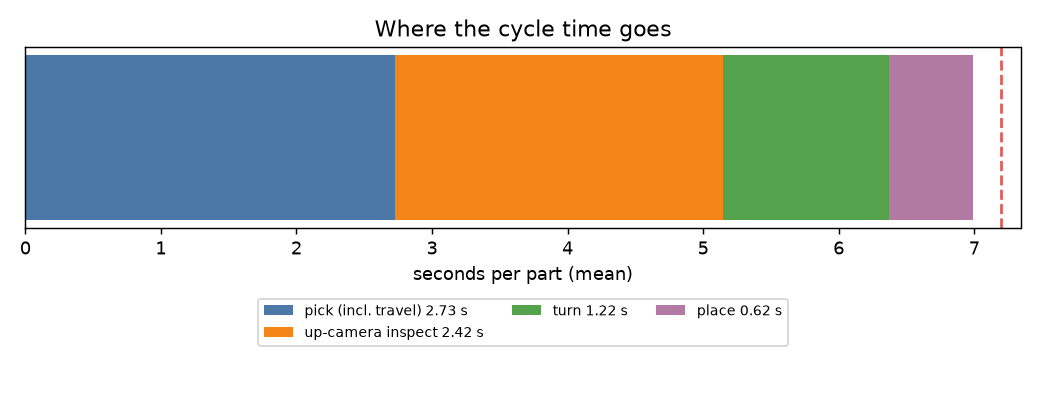 Where the cycle time goes
0 1 2 3 4 5 6 7
seconds per part (mean)
pick (incl. travel) 2.73 s
up-camera inspect 2.42 s
turn 1.22 s
place 0.62 s